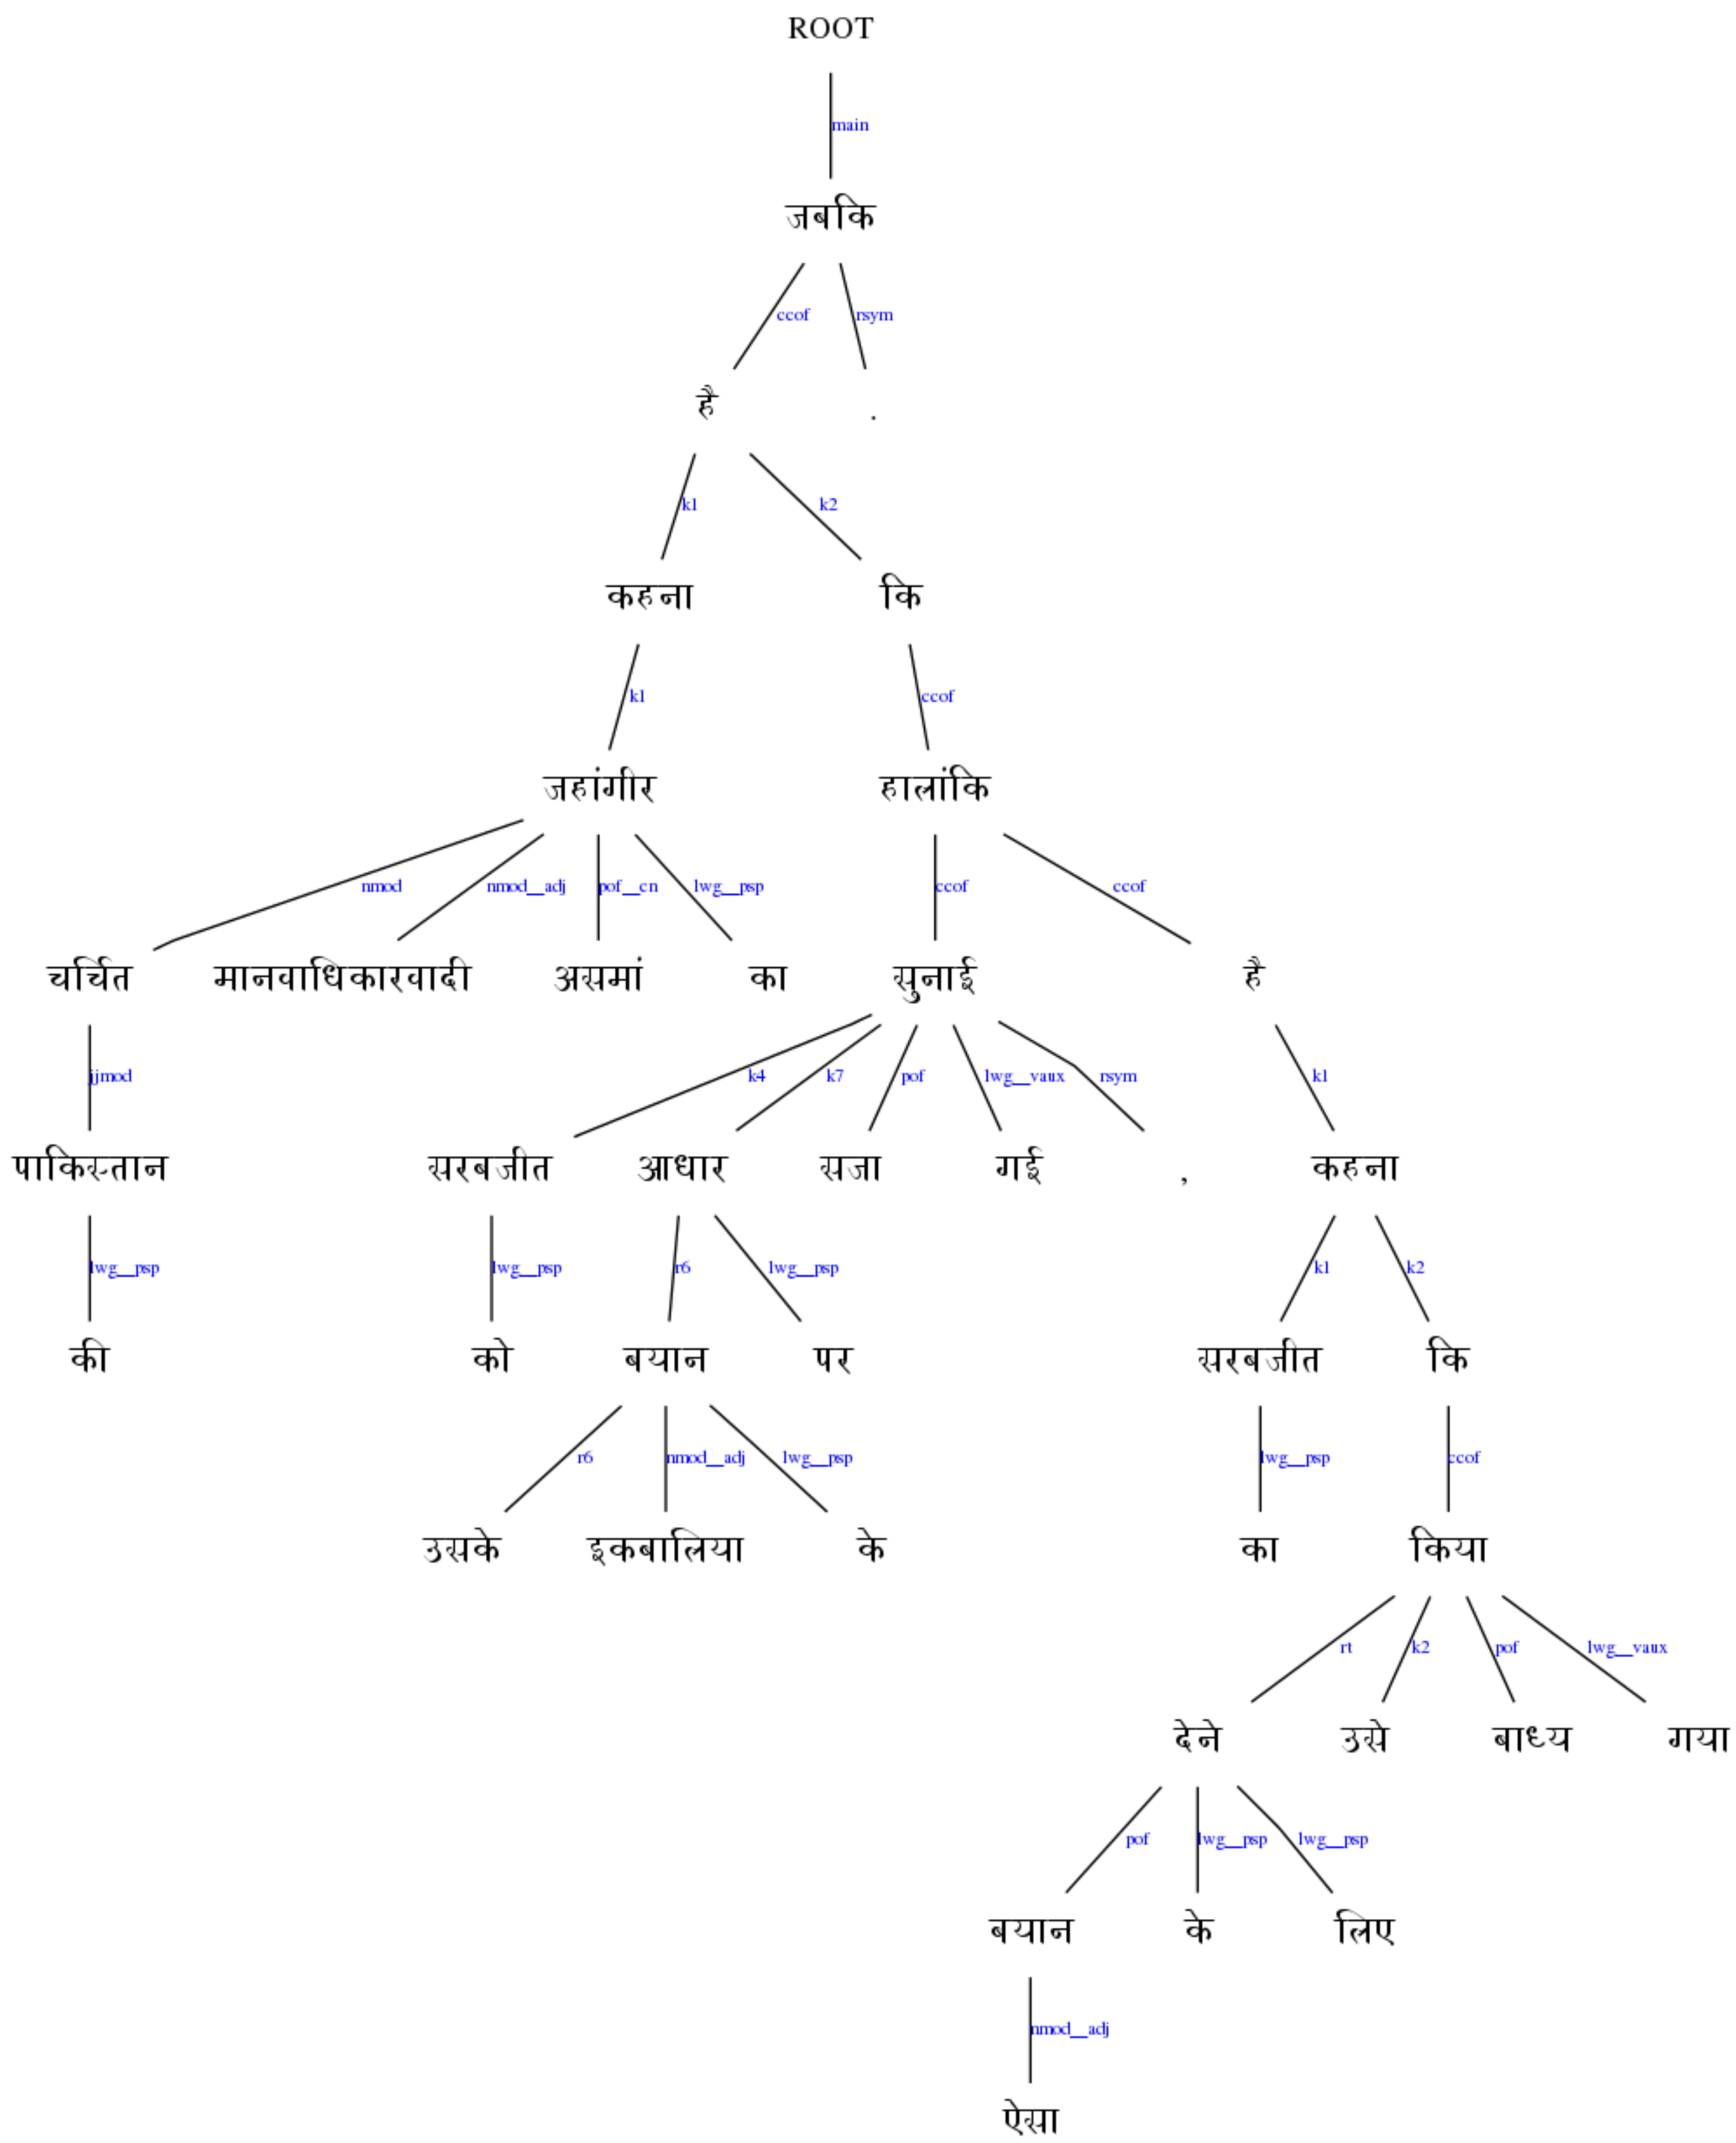 ROOT
main
जबकि
ccof rsym
है .
k1 k2
कहना कि
k1 ccof
जहांगीर हालांकि
nmod nmod__adj pof__cn lwg__psp ccof ccof
चर्चित मानवाधिकारवादी असमां का सुनाई है
jjmod k4 k7 pof lwg__vaux rsym k1
पाकिस्तान सरबजीत आधार सजा गई , कहना
lwg__psp lwg__psp r6 lwg__psp k1 k2
की को बयान पर सरबजीत कि
r6 nmod__adj lwg__psp lwg__psp ccof
उसके इकबालिया के का किया
rt k2 pof lwg__vaux
देने उसे बाध्य गया
pof lwg__psp lwg__psp
बयान के लिए
nmod__adj
ऐसा